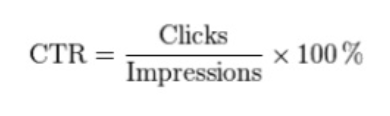 CTR = Clicks / Impressions × 100 %